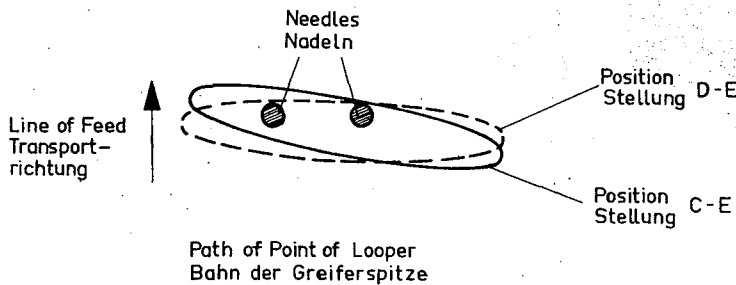 Needles
Nadeln
Position
Stellung D-E
Line of Feed
Transport-
richtung
Position
Stellung C-E
Path of Point of Looper
Bahn der Greiferspitze